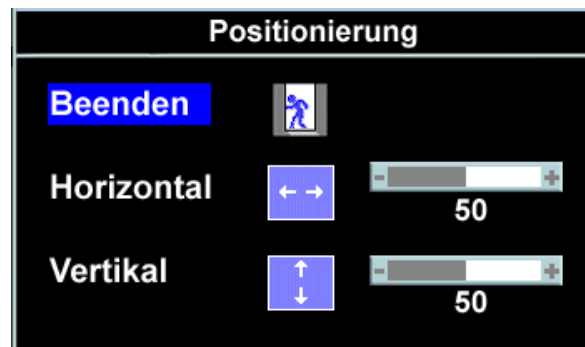 Positionierung
Beenden
Horizontal
- +
50
Vertikal
- +
50